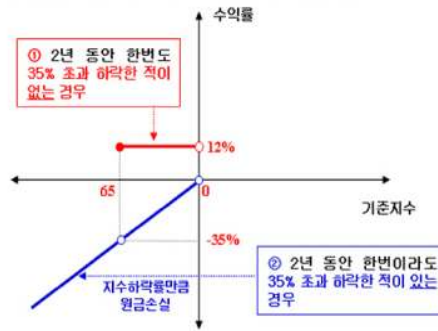 수익률
① 2년 동안 한번도
35% 초과 하락한 적이
없는 경우
12%
65
0
기준지수
-35%
지수하락률만큼
원금손실
② 2년 동안 한번이라도
35% 초과 하락한 적이 있는
경우